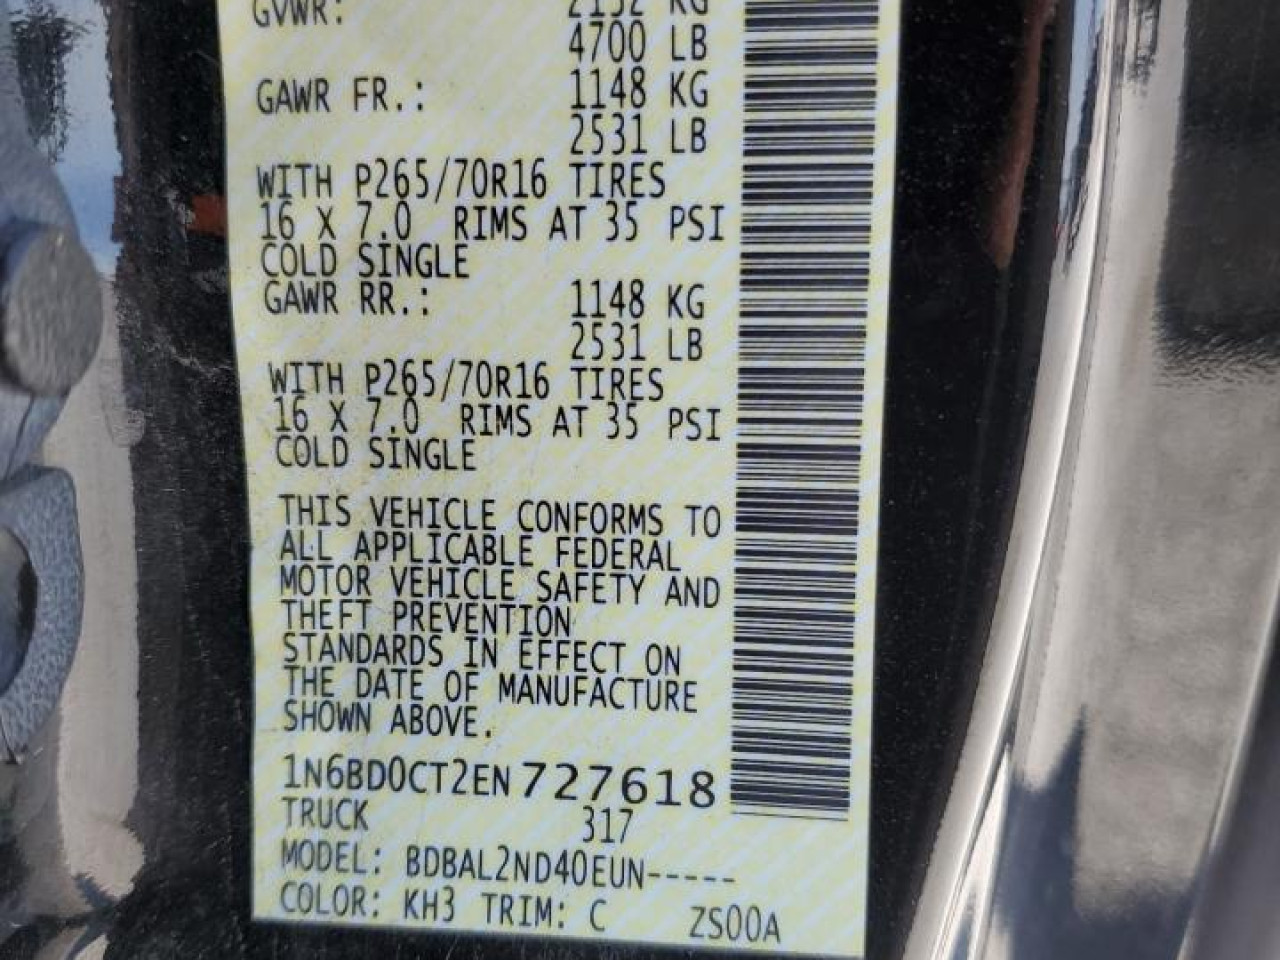 GVWR: 2132 KG
4700 LB
GAWR FR.: 1148 KG
2531 LB
WITH P265/70R16 TIRES
16 X 7.0 RIMS AT 35 PSI
COLD SINGLE
GAWR RR.: 1148 KG
2531 LB
WITH P265/70R16 TIRES
16 X 7.0 RIMS AT 35 PSI
COLD SINGLE
THIS VEHICLE CONFORMS TO
ALL APPLICABLE FEDERAL
MOTOR VEHICLE SAFETY AND
THEFT PREVENTION
STANDARDS IN EFFECT ON
THE DATE OF MANUFACTURE
SHOWN ABOVE.
1N6BD0CT2EN727618
TRUCK 317
MODEL: BDBAL2ND40EUN-----
COLOR: KH3 TRIM: C ZS00A